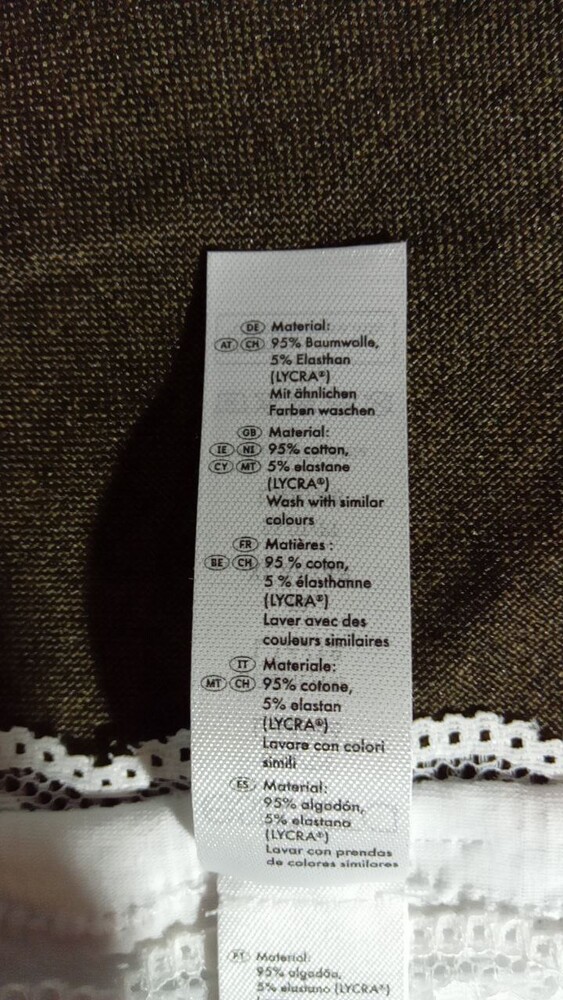 DE Material:
AT CH 95% Baumwolle,
5% Elasthan
(LYCRA®)
Mit ähnlichen
Farben waschen
GB Material:
IE NI 95% cotton,
CY MT 5% elastane
(LYCRA®)
Wash with similar
colours
FR Matières :
BE CH 95 % coton,
5 % élasthanne
(LYCRA®)
Laver avec des
couleurs similaires
IT Materiale:
MT CH 95% cotone,
5% elastan
(LYCRA®)
Lavare con colori
simili
ES Material:
95% algodón,
5% elastana
(LYCRA®)
Lavar con prendas
de colores similares
PT Material:
95% algodão,
5% elastano (LYCRA®)